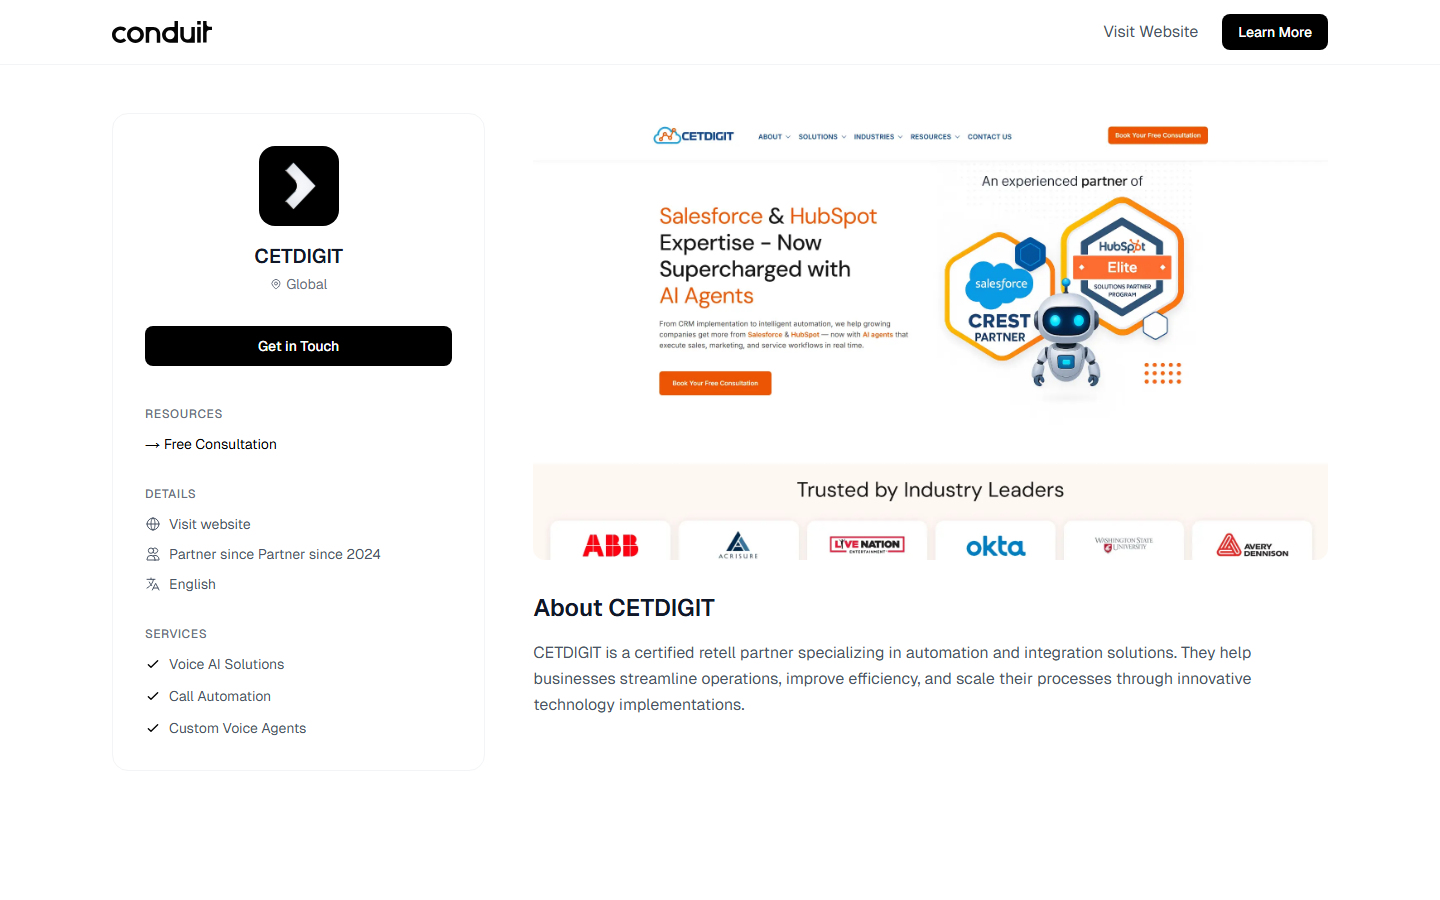 conduit
Visit Website
Learn More
CETDIGIT
Global
Get in Touch
RESOURCES
→ Free Consultation
DETAILS
Visit website
Partner since Partner since 2024
English
SERVICES
Voice AI Solutions
Call Automation
Custom Voice Agents
CETDIGIT
ABOUT
SOLUTIONS
INDUSTRIES
RESOURCES
CONTACT US
Book Your Free Consultation
An experienced partner of
Salesforce & HubSpot
Expertise – Now
Supercharged with
AI Agents
From CRM implementation to intelligent automation, we help growing
companies get more from Salesforce & HubSpot — now with AI agents that
execute sales, marketing, and service workflows in real time.
Book Your Free Consultation
salesforce
CREST
PARTNER
HubSpot
Elite
SOLUTIONS PARTNER
PROGRAM
Trusted by Industry Leaders
ABB
ACRISURE
LIVE NATION
ENTERTAINMENT
okta
WASHINGTON STATE
UNIVERSITY
AVERY
DENNISON
About CETDIGIT
CETDIGIT is a certified retell partner specializing in automation and integration solutions. They help
businesses streamline operations, improve efficiency, and scale their processes through innovative
technology implementations.